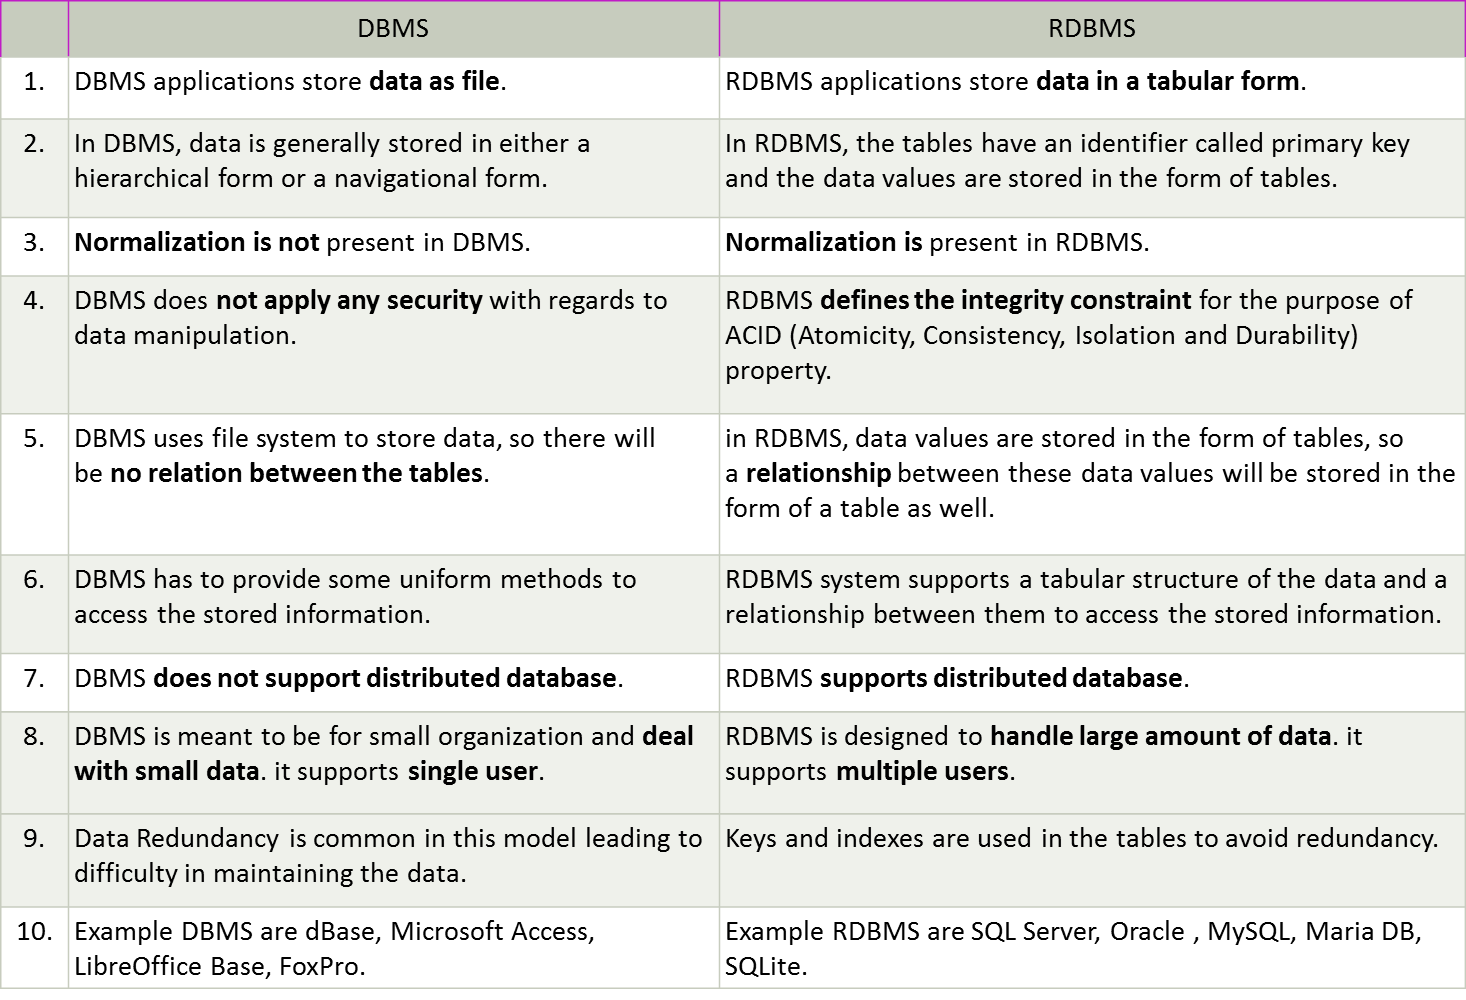 DBMS
RDBMS
1.
DBMS applications store data as file.
RDBMS applications store data in a tabular form.
2.
In DBMS, data is generally stored in either a
hierarchical form or a navigational form.
In RDBMS, the tables have an identifier called primary key
and the data values are stored in the form of tables.
3.
Normalization is not present in DBMS.
Normalization is present in RDBMS.
4.
DBMS does not apply any security with regards to
data manipulation.
RDBMS defines the integrity constraint for the purpose of
ACID (Atomicity, Consistency, Isolation and Durability)
property.
5.
DBMS uses file system to store data, so there will
be no relation between the tables.
in RDBMS, data values are stored in the form of tables, so
a relationship between these data values will be stored in the
form of a table as well.
6.
DBMS has to provide some uniform methods to
access the stored information.
RDBMS system supports a tabular structure of the data and a
relationship between them to access the stored information.
7.
DBMS does not support distributed database.
RDBMS supports distributed database.
8.
DBMS is meant to be for small organization and deal
with small data. it supports single user.
RDBMS is designed to handle large amount of data. it
supports multiple users.
9.
Data Redundancy is common in this model leading to
difficulty in maintaining the data.
Keys and indexes are used in the tables to avoid redundancy.
10.
Example DBMS are dBase, Microsoft Access,
LibreOffice Base, FoxPro.
Example RDBMS are SQL Server, Oracle , MySQL, Maria DB,
SQLite.